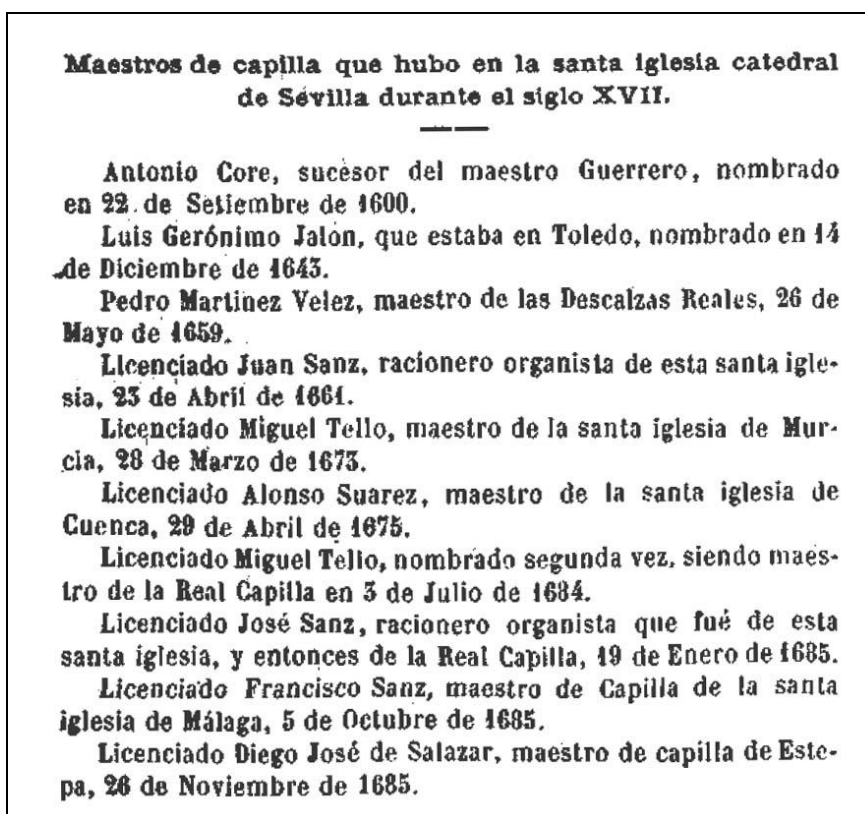 Maestros de capilla que hubo en la santa iglesia catedral
de Sevilla durante el siglo XVII.
Antonio Core, sucesor del maestro Guerrero, nombrado
en 22 de Setiembre de 1600.
Luis Gerónimo Jalón, que estaba en Toledo, nombrado en 14
de Diciembre de 1643.
Pedro Martinez Velez, maestro de las Descalzas Reales, 26 de
Mayo de 1659.
Licenciado Juan Sanz, racionero organista de esta santa igle-
sia, 23 de Abril de 1661.
Licenciado Miguel Tello, maestro de la santa iglesia de Mur-
cia, 28 de Marzo de 1673.
Licenciado Alonso Suarez, maestro de la santa iglesia de
Cuenca, 29 de Abril de 1675.
Licenciado Miguel Tello, nombrado segunda vez, siendo maes-
tro de la Real Capilla en 3 de Julio de 1684.
Licenciado José Sanz, racionero organista que fué de esta
santa iglesia, y entonces de la Real Capilla, 19 de Enero de 1685.
Licenciado Francisco Sanz, maestro de Capilla de la santa
iglesia de Málaga, 5 de Octubre de 1685.
Licenciado Diego José de Salazar, maestro de capilla de Este-
pa, 26 de Noviembre de 1685.